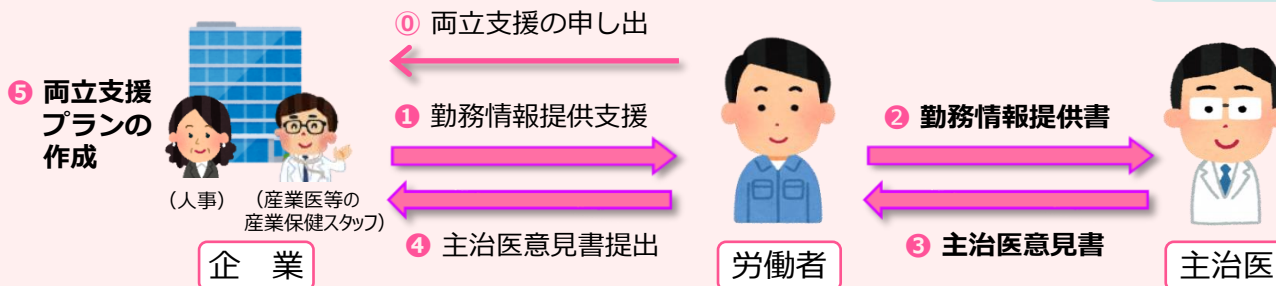 ⓪ 両立支援の申し出
❺ 両立支援
プランの
作成
❶ 勤務情報提供支援
❷ 勤務情報提供書
(人事)
(産業医等の
産業保健スタッフ)
❹ 主治医意見書提出
❸ 主治医意見書
企　業
労働者
主治医